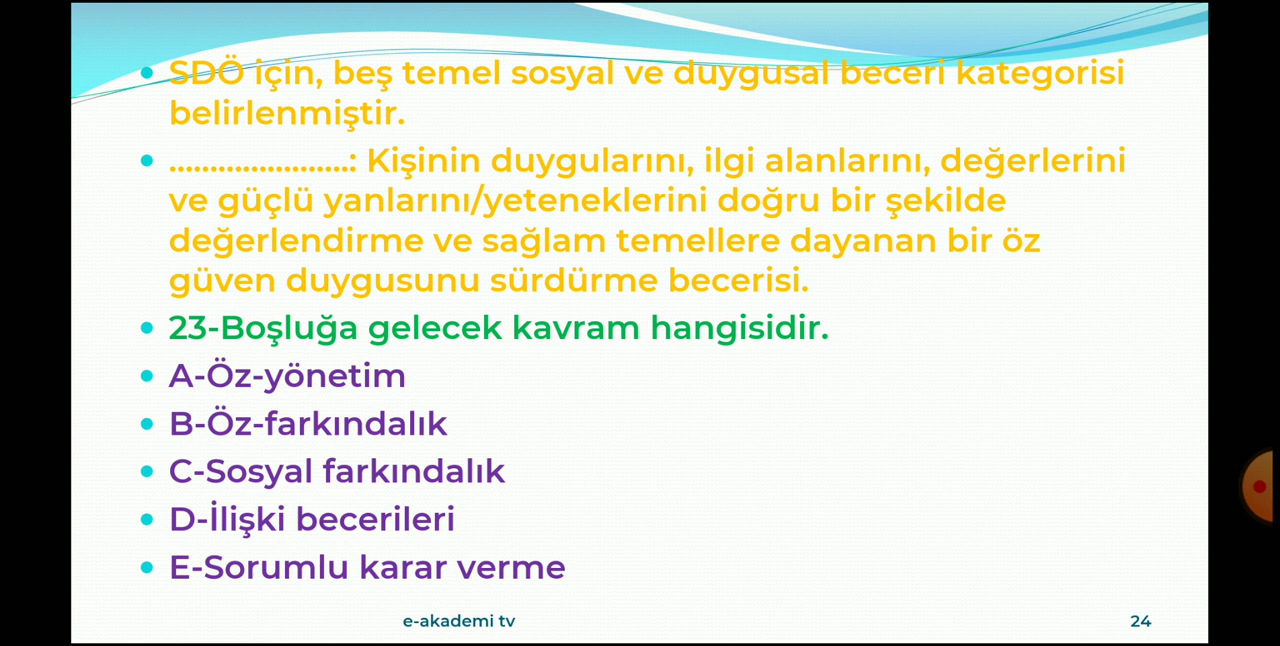 SDÖ için, beş temel sosyal ve duygusal beceri kategorisi
belirlenmiştir.
......................: Kişinin duygularını, ilgi alanlarını, değerlerini
ve güçlü yanlarını/yeteneklerini doğru bir şekilde
değerlendirme ve sağlam temellere dayanan bir öz
güven duygusunu sürdürme becerisi.
23-Boşluğa gelecek kavram hangisidir.
A-Öz-yönetim
B-Öz-farkındalık
C-Sosyal farkındalık
D-İlişki becerileri
E-Sorumlu karar verme
e-akademi tv
24